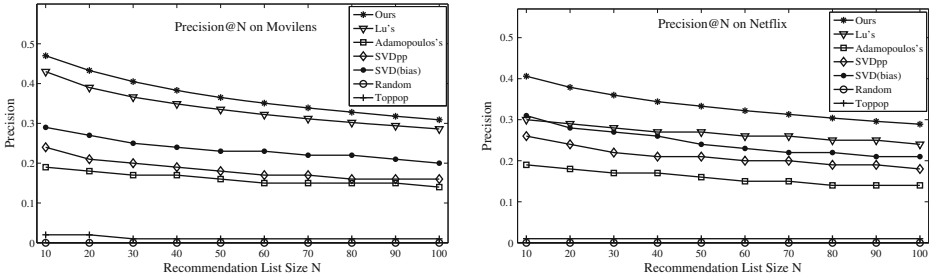 Precision@N on Movilens
Ours
Lu's
Adamopoulos's
SVDpp
SVD(bias)
Random
Toppop
Precision
0.5
0.4
0.3
0.2
0.1
0
10 20 30 40 50 60 70 80 90 100
Recommendation List Size N
Precision@N on Netflix
Ours
Lu's
Adamopoulos's
SVDpp
SVD(bias)
Random
Toppop
Precision
0.5
0.4
0.3
0.2
0.1
0
10 20 30 40 50 60 70 80 90 100
Recommendation List Size N